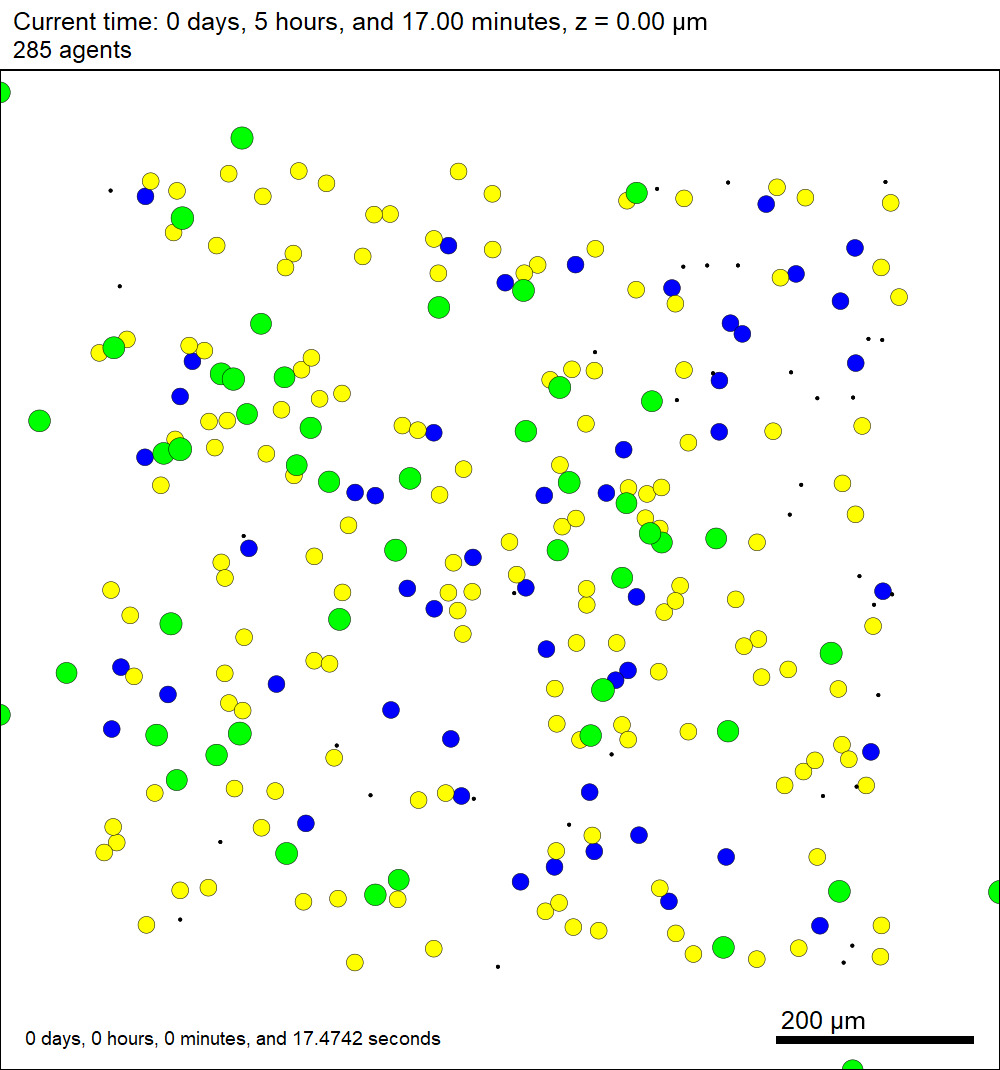 Current time: 0 days, 5 hours, and 17.00 minutes, z = 0.00 μm
285 agents
200 μm
0 days, 0 hours, 0 minutes, and 17.4742 seconds